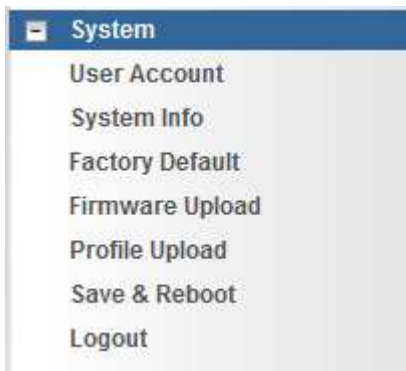 System
User Account
System Info
Factory Default
Firmware Upload
Profile Upload
Save & Reboot
Logout